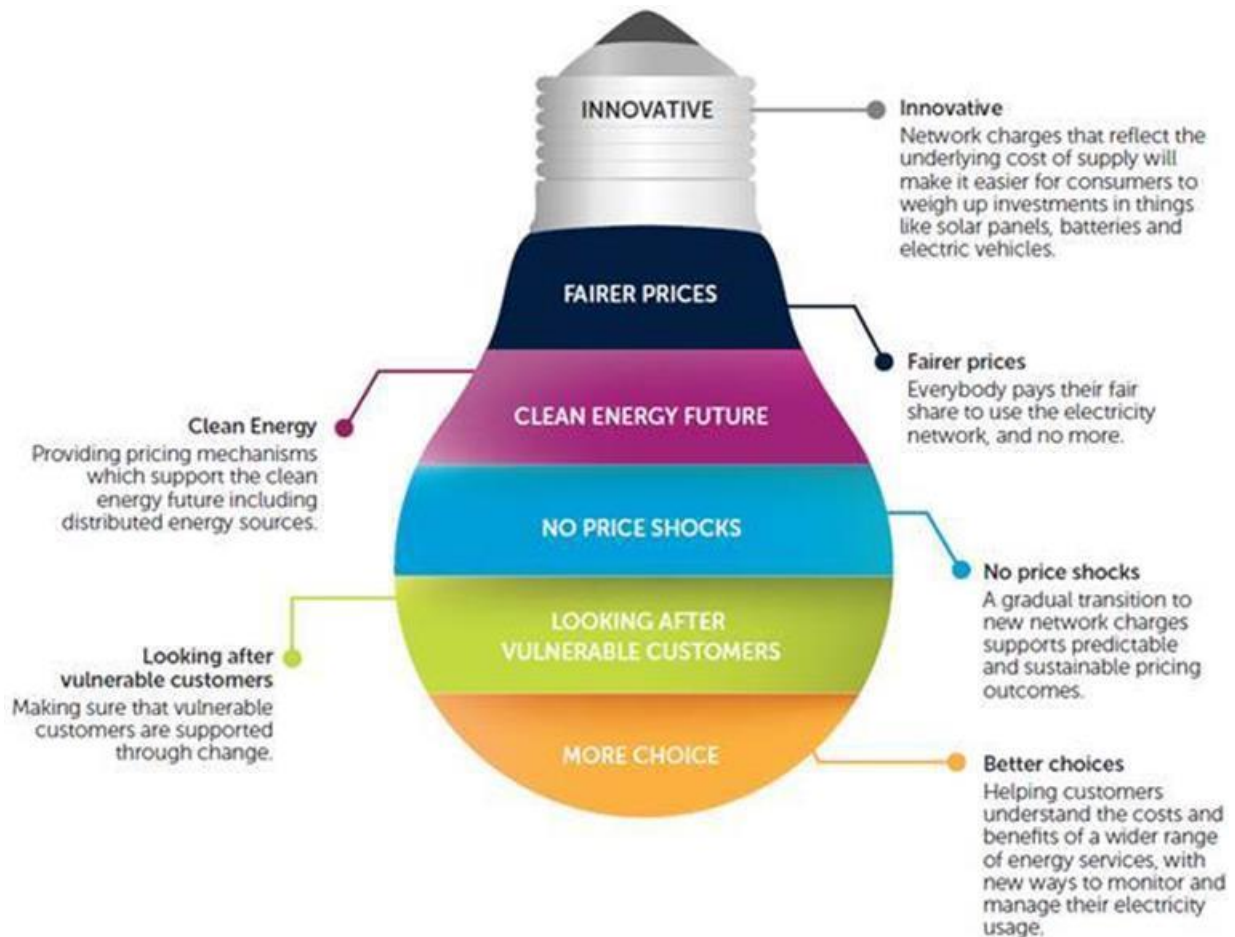 INNOVATIVE
Innovative
Network charges that reflect the
underlying cost of supply will
make it easier for consumers to
weigh up investments in things
like solar panels, batteries and
electric vehicles.
FAIRER PRICES
Fairer prices
Everybody pays their fair
share to use the electricity
network, and no more.
CLEAN ENERGY FUTURE
Clean Energy
Providing pricing mechanisms
which support the clean
energy future including
distributed energy sources.
NO PRICE SHOCKS
No price shocks
A gradual transition to
new network charges
supports predictable
and sustainable pricing
outcomes.
LOOKING AFTER
VULNERABLE CUSTOMERS
Looking after
vulnerable customers
Making sure that vulnerable
customers are supported
through change.
MORE CHOICE
Better choices
Helping customers
understand the costs and
benefits of a wider range
of energy services, with
new ways to monitor and
manage their electricity
usage.